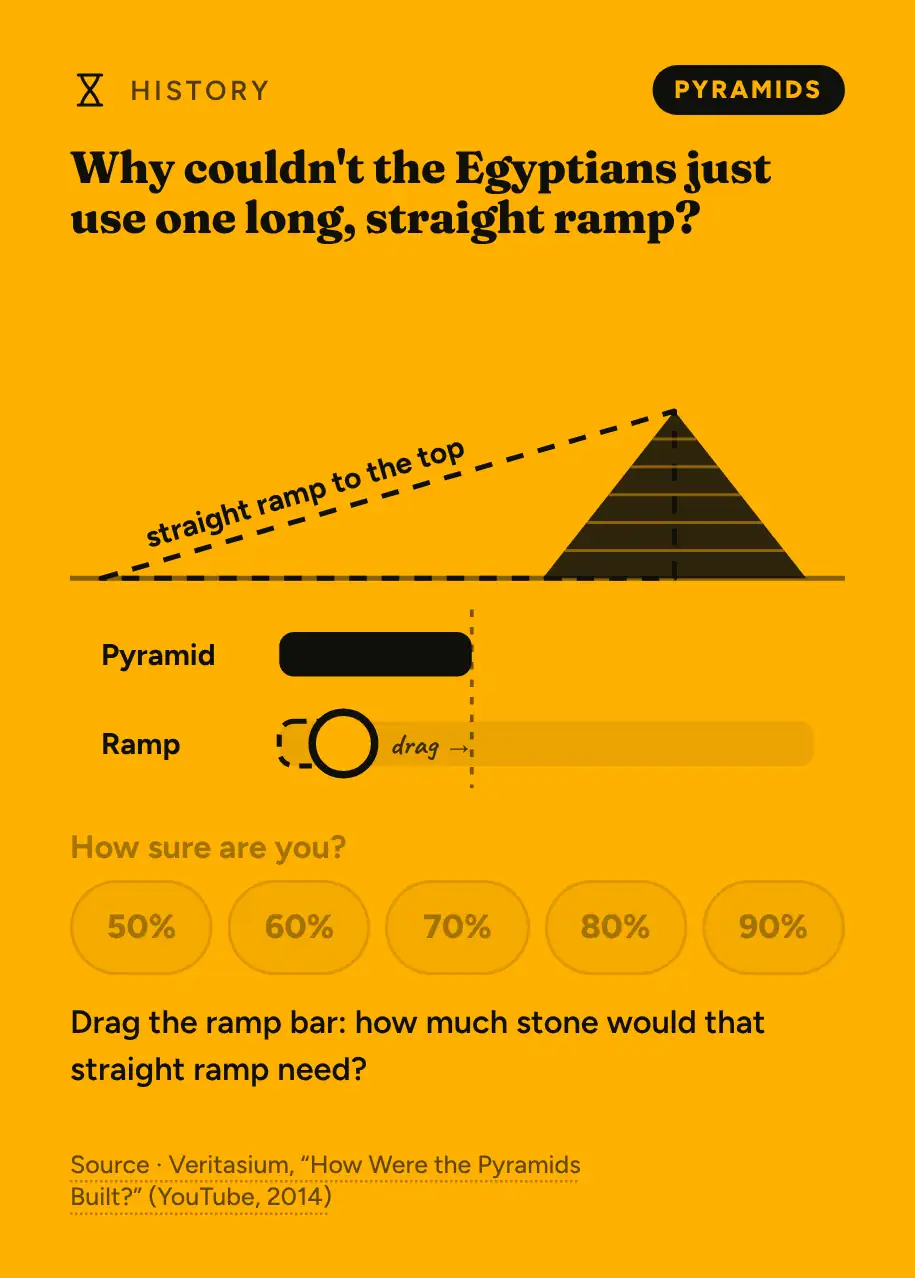 HISTORY
PYRAMIDS
Why couldn't the Egyptians just
use one long, straight ramp?
straight ramp to the top
Pyramid
Ramp
drag →
How sure are you?
50%
60%
70%
80%
90%
Drag the ramp bar: how much stone would that
straight ramp need?
Source · Veritasium, “How Were the Pyramids
Built?” (YouTube, 2014)